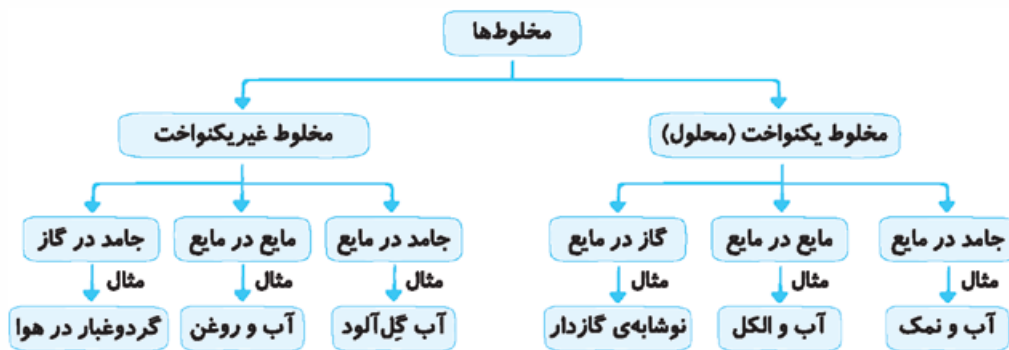 مخلوط‌ها
مخلوط یکنواخت (محلول)
مخلوط غیریکنواخت
جامد در مایع
مایع در مایع
گاز در مایع
جامد در مایع
مایع در مایع
جامد در گاز
مثال
مثال
مثال
مثال
مثال
مثال
آب و نمک
آب و الکل
نوشابه‌ی گازدار
آب گِل‌آلود
آب و روغن
گردوغبار در هوا